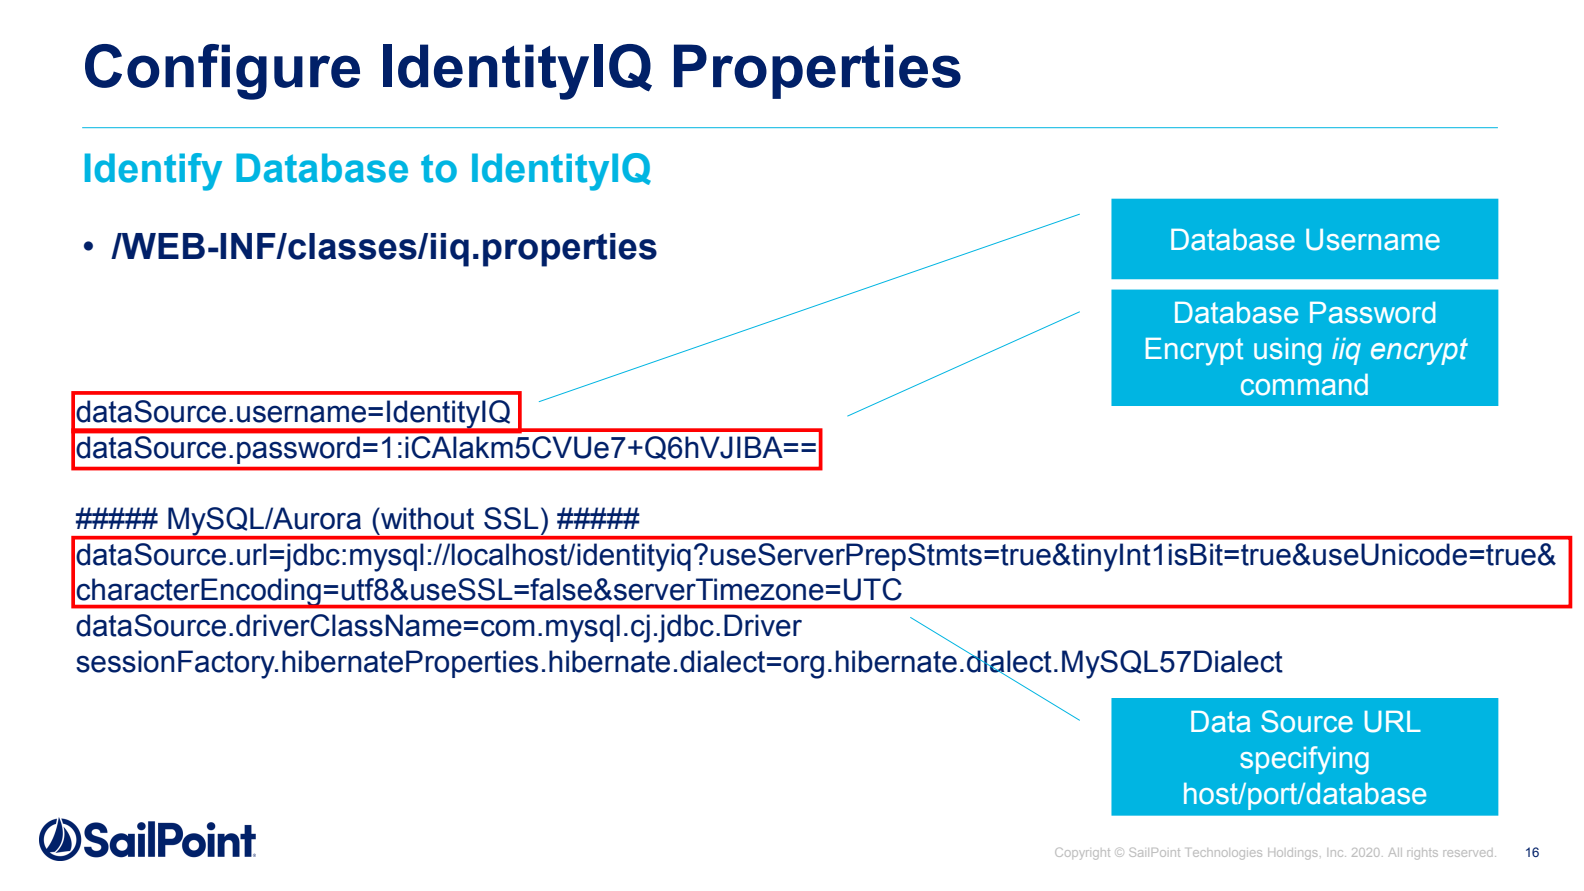 Configure IdentityIQ Properties
Identify Database to IdentityIQ
• /WEB-INF/classes/iiq.properties
Database Username
Database Password
Encrypt using iiq encrypt
command
dataSource.username=IdentityIQ
dataSource.password=1:iCAlakm5CVUe7+Q6hVJIBA==
##### MySQL/Aurora (without SSL) #####
dataSource.url=jdbc:mysql://localhost/identityiq?useServerPrepStmts=true&tinyInt1isBit=true&useUnicode=true&
characterEncoding=utf8&useSSL=false&serverTimezone=UTC
dataSource.driverClassName=com.mysql.cj.jdbc.Driver
sessionFactory.hibernateProperties.hibernate.dialect=org.hibernate.dialect.MySQL57Dialect
Data Source URL
specifying
host/port/database
SailPoint
Copyright © SailPoint Technologies Holdings, Inc. 2020. All rights reserved.
16